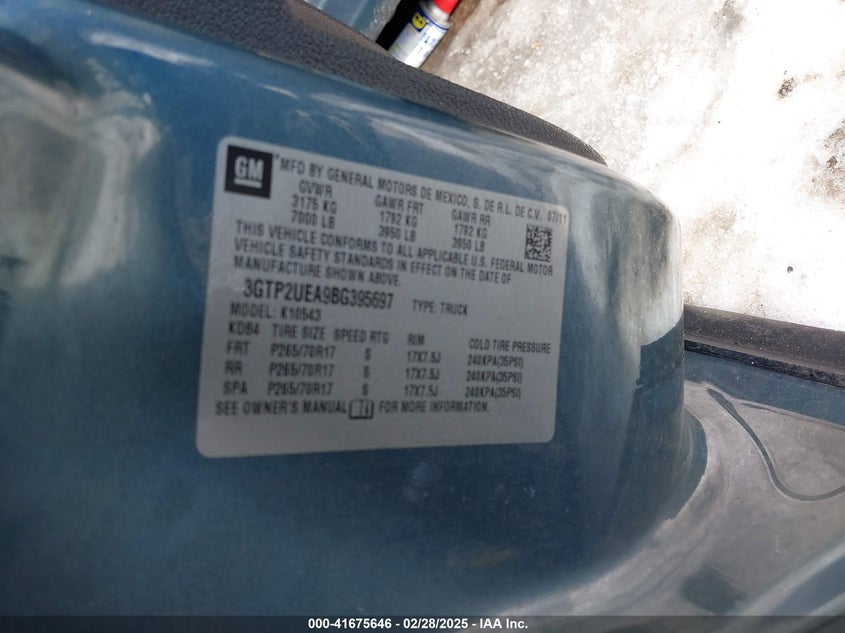 GM
*MFD BY GENERAL MOTORS DE MEXICO, S. DE R.L. DE C.V. 07/11
GVWR GAWR FRT GAWR RR
3175 KG 1792 KG 1792 KG
7000 LB 3950 LB 3950 LB
THIS VEHICLE CONFORMS TO ALL APPLICABLE U.S. FEDERAL MOTOR
VEHICLE SAFETY STANDARDS IN EFFECT ON THE DATE OF
MANUFACTURE SHOWN ABOVE.
3GTP2UEA9BG395697 TYPE: TRUCK
MODEL: K10543
KDB4 TIRE SIZE SPEED RTG RIM COLD TIRE PRESSURE
FRT P265/70R17 S 17X7.5J 240KPA(35PSI)
RR P265/70R17 S 17X7.5J 240KPA(35PSI)
SPA P265/70R17 S 17X7.5J 240KPA(35PSI)
SEE OWNER'S MANUAL FOR MORE INFORMATION.
000-41675646 - 02/28/2025 - IAA Inc.